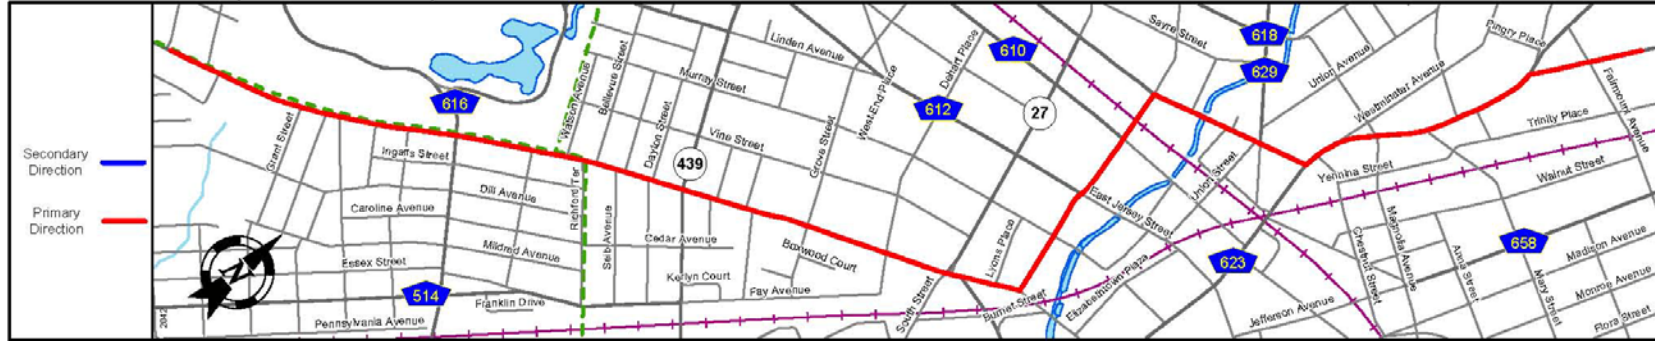 Secondary
Direction
Primary
Direction
Linden Avenue
Murray Street
Vine Street
Watson Avenue
Bellevue Street
Dayton Street
Grove Street
West End Place
Dehart Place
Sayre Street
Union Avenue
Pingry Place
Westminster Avenue
Fairmount Avenue
Trinity Place
Walnut Street
616
612
610
27
618
629
439
Grant Street
Ingalls Street
Dill Avenue
Caroline Avenue
Mildred Avenue
Essex Street
Richford Ter
Seib Avenue
Cedar Avenue
Kerlyn Court
Boxwood Court
Fay Avenue
Franklin Drive
Pennsylvania Avenue
514
South Street
Lyons Place
Burnet Street
Elizabethtown Plaza
East Jersey Street
Union Street
623
Jefferson Avenue
Chestnut Street
Magnolia Avenue
Anna Street
Mary Street
658
Madison Avenue
Monroe Avenue
Flora Street
N
2042